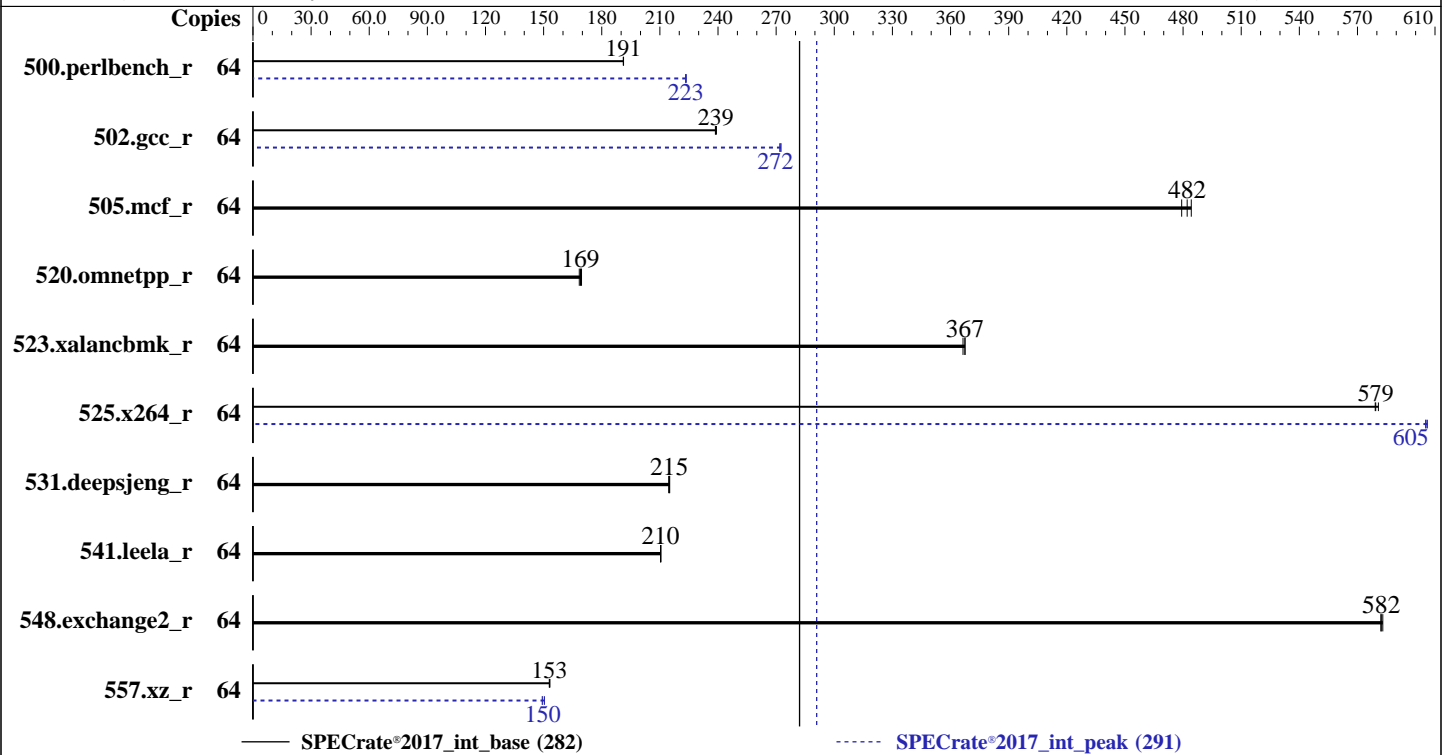 Copies 0 30.0 60.0 90.0 120 150 180 210 240 270 300 330 360 390 420 450 480 510 540 570 610
191
500.perlbench_r 64
223
239
502.gcc_r 64
272
482
505.mcf_r 64
169
520.omnetpp_r 64
367
523.xalancbmk_r 64
579
525.x264_r 64
605
215
531.deepsjeng_r 64
210
541.leela_r 64
582
548.exchange2_r 64
153
557.xz_r 64
150
SPECrate®2017_int_base (282) SPECrate®2017_int_peak (291)